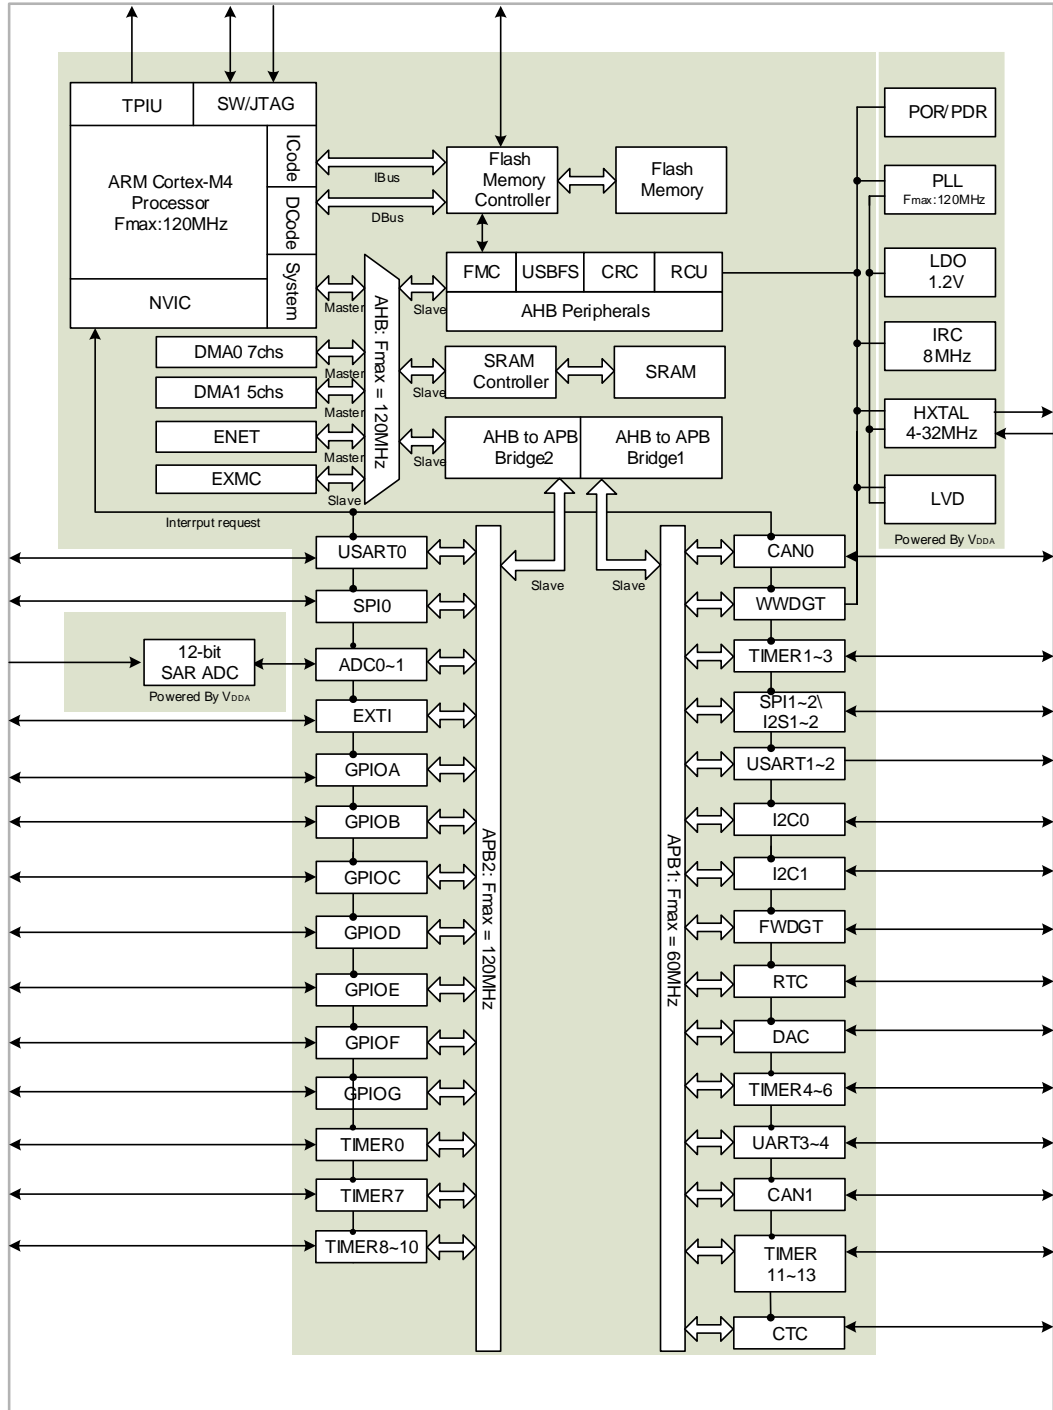 TPIU
SW/JTAG
POR/PDR
ICode
ARM Cortex-M4
Processor
Fmax:120MHz
IBus
Flash
Memory
Controller
Flash
Memory
PLL
Fmax:120MHz
DCode
DBus
System
NVIC
Master
AHB: Fmax = 120MHz
Slave
FMC
USBFS
CRC
RCU
AHB Peripherals
LDO
1.2V
DMA0 7chs
Master
SRAM
Controller
SRAM
IRC
8MHz
DMA1 5chs
Master
Slave
ENET
Master
Slave
AHB to APB
Bridge2
AHB to APB
Bridge1
HXTAL
4-32MHz
EXMC
Slave
LVD
Interrput request
Powered By VDDA
USART0
Slave
Slave
CAN0
SPI0
WWDGT
12-bit
SAR ADC
Powered By VDDA
ADC0~1
TIMER1~3
EXTI
SPI1~2\
I2S1~2
GPIOA
USART1~2
GPIOB
APB2: Fmax = 120MHz
APB1: Fmax = 60MHz
I2C0
GPIOC
I2C1
GPIOD
FWDGT
GPIOE
RTC
GPIOF
DAC
GPIOG
TIMER4~6
TIMER0
UART3~4
TIMER7
CAN1
TIMER8~10
TIMER
11~13
CTC